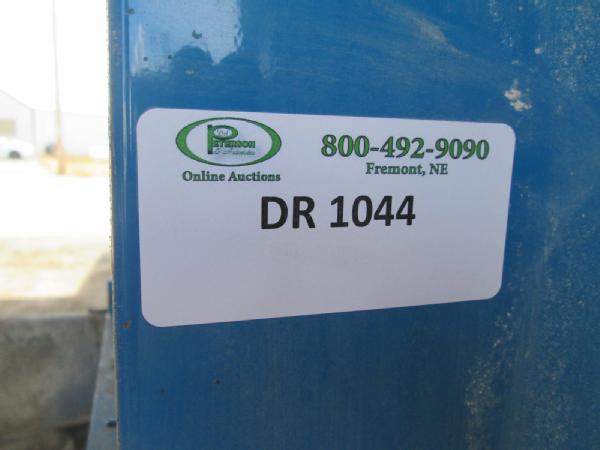 PETERSON
Online Auctions
800-492-9090
Fremont, NE
DR 1044